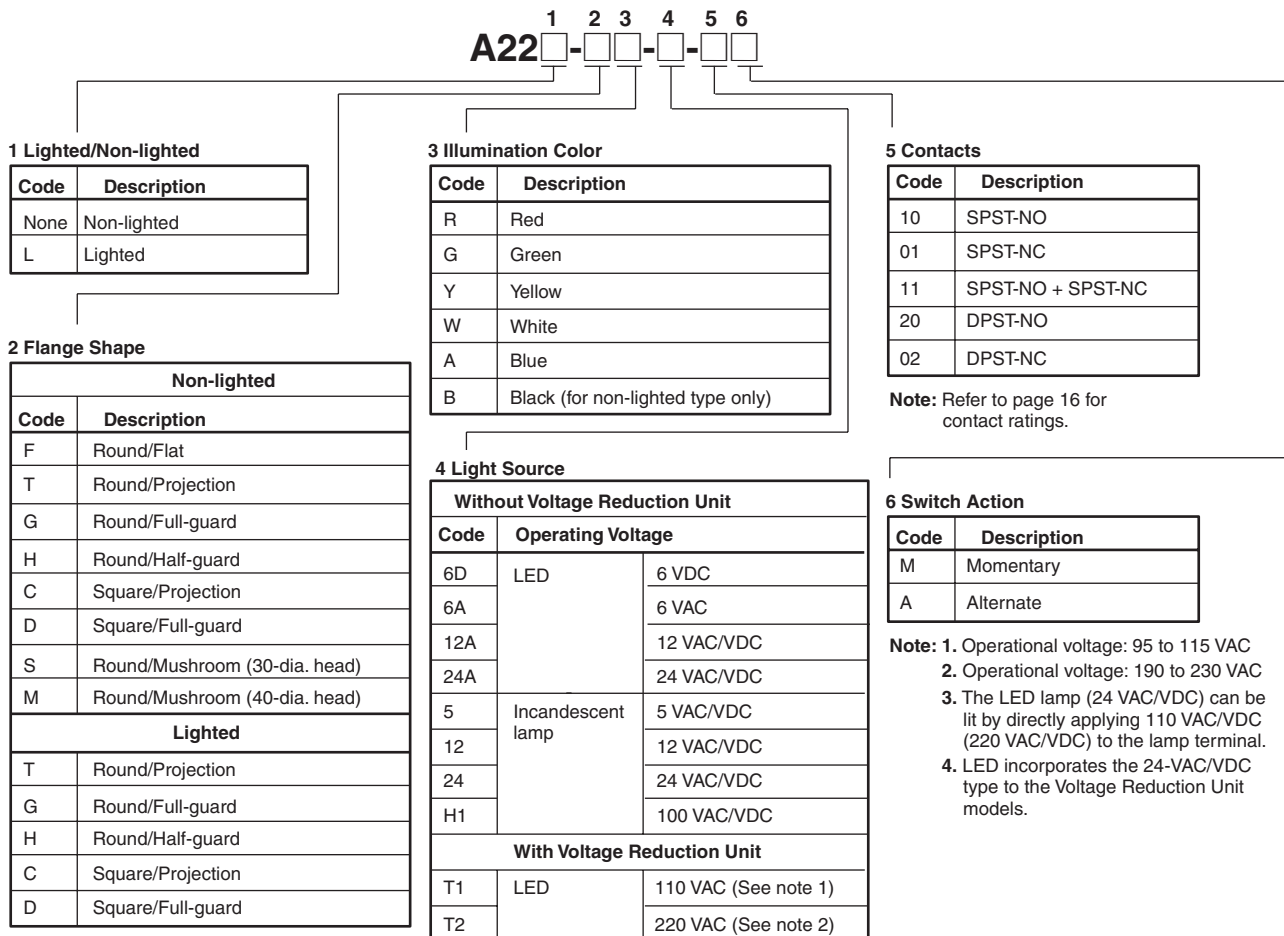 1 2 3 4 5 6
A22□-□□-□-□□
1 Lighted/Non-lighted
Code Description
None Non-lighted
L Lighted
2 Flange Shape
Non-lighted
Code Description
F Round/Flat
T Round/Projection
G Round/Full-guard
H Round/Half-guard
C Square/Projection
D Square/Full-guard
S Round/Mushroom (30-dia. head)
M Round/Mushroom (40-dia. head)
Lighted
T Round/Projection
G Round/Full-guard
H Round/Half-guard
C Square/Projection
D Square/Full-guard
3 Illumination Color
Code Description
R Red
G Green
Y Yellow
W White
A Blue
B Black (for non-lighted type only)
4 Light Source
Without Voltage Reduction Unit
Code Operating Voltage
6D LED 6 VDC
6A 6 VAC
12A 12 VAC/VDC
24A 24 VAC/VDC
5 Incandescent 5 VAC/VDC
lamp
12 12 VAC/VDC
24 24 VAC/VDC
H1 100 VAC/VDC
With Voltage Reduction Unit
T1 LED 110 VAC (See note 1)
T2 220 VAC (See note 2)
5 Contacts
Code Description
10 SPST-NO
01 SPST-NC
11 SPST-NO + SPST-NC
20 DPST-NO
02 DPST-NC
Note: Refer to page 16 for
contact ratings.
6 Switch Action
Code Description
M Momentary
A Alternate
Note: 1. Operational voltage: 95 to 115 VAC
2. Operational voltage: 190 to 230 VAC
3. The LED lamp (24 VAC/VDC) can be
lit by directly applying 110 VAC/VDC
(220 VAC/VDC) to the lamp terminal.
4. LED incorporates the 24-VAC/VDC
type to the Voltage Reduction Unit
models.